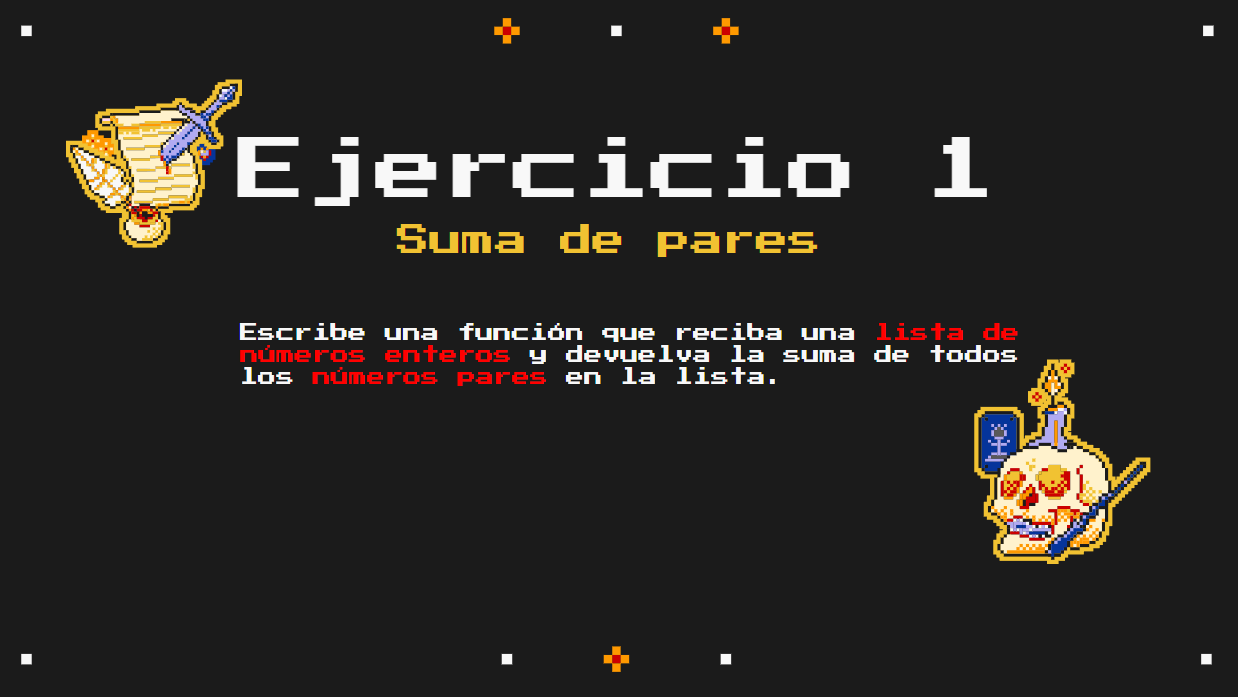 Ejercicio 1
Suma de pares
Escribe una función que reciba una lista de
números enteros y devuelva la suma de todos
los números pares en la lista.